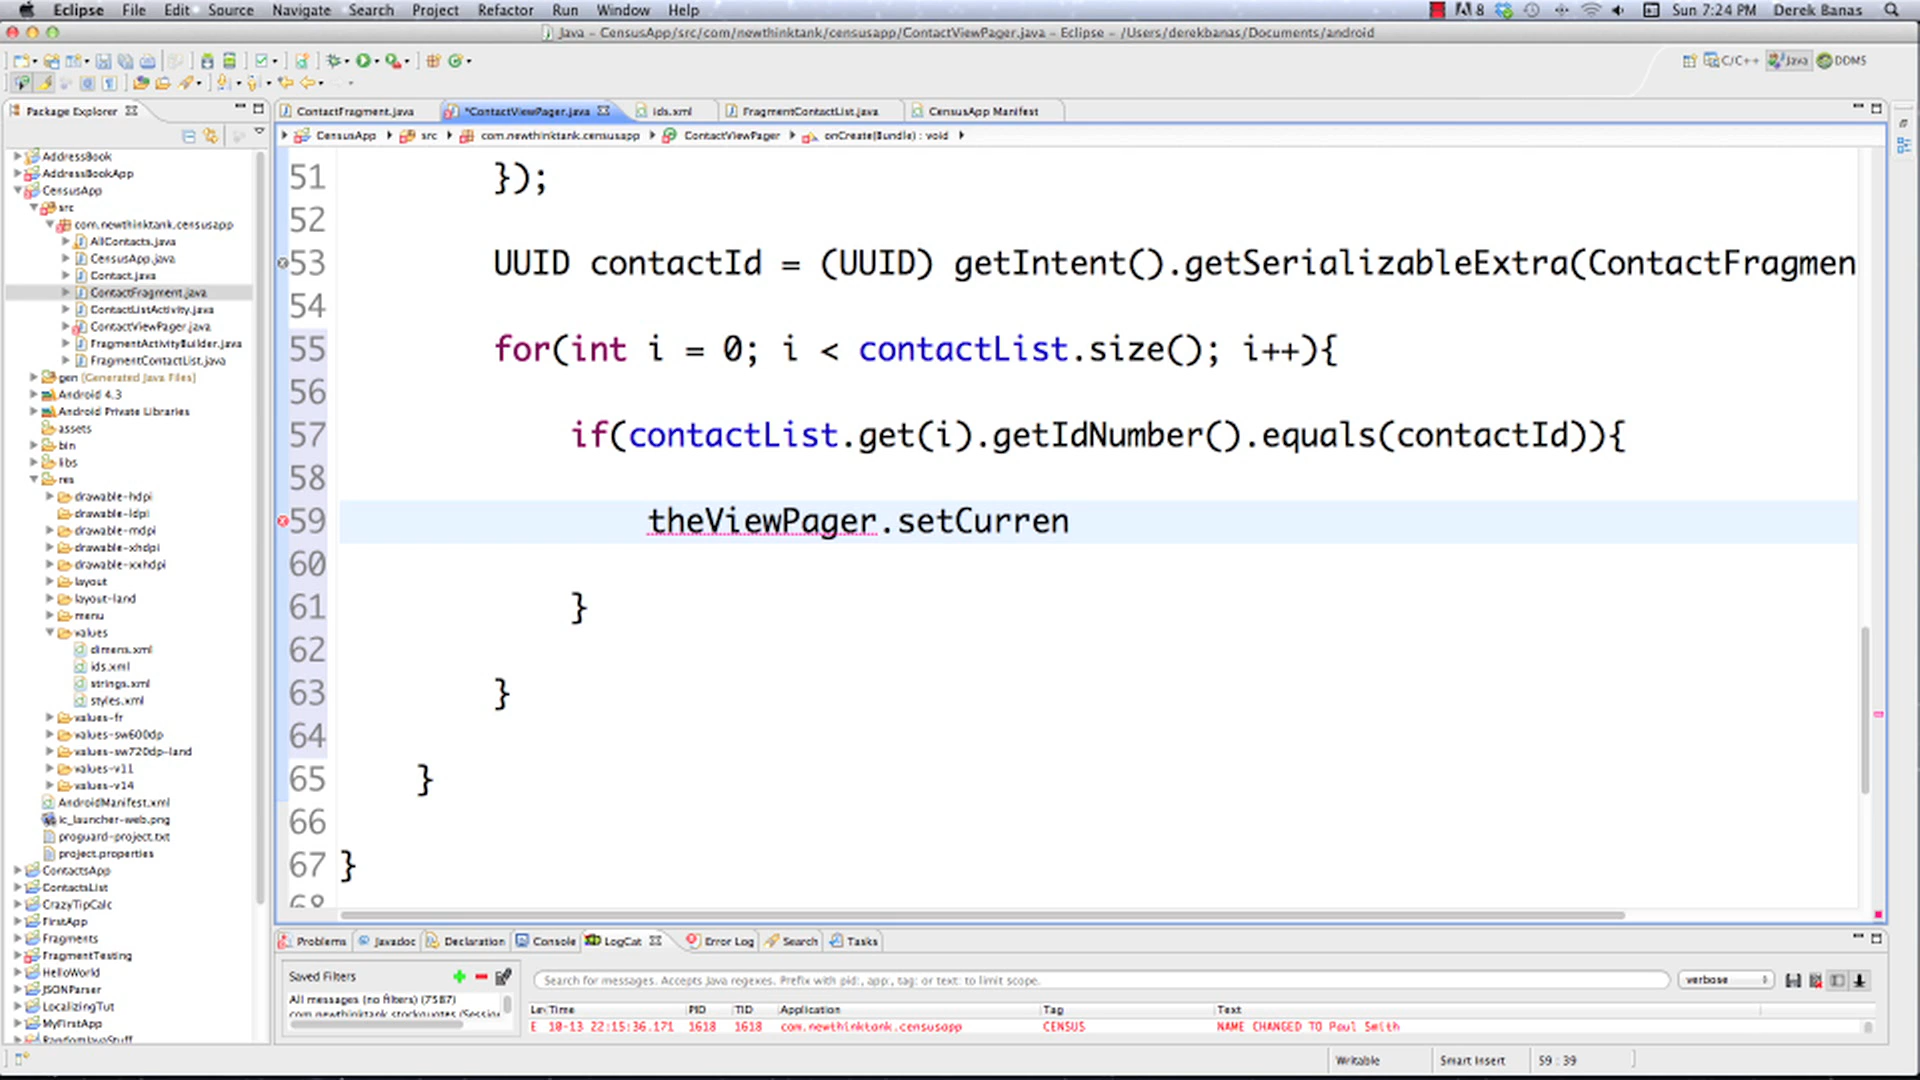 Eclipse File Edit Source Navigate Search Project Refactor Run Window Help
8 Sun 7:24 PM Derek Banas
Java – CensusApp/src/com/newthinktank/censusapp/ContactViewPager.java – Eclipse – /Users/derekbanas/Documents/android
C/C++ Java DDMS
Package Explorer
ContactFragment.java *ContactViewPager.java ids.xml FragmentContactList.java CensusApp Manifest
CensusApp src com.newthinktank.censusapp ContactViewPager onCreate(Bundle) : void
AddressBook
AddressBookApp
CensusApp
src
com.newthinktank.censusapp
AllContacts.java
CensusApp.java
Contact.java
ContactFragment.java
ContactListActivity.java
ContactViewPager.java
FragmentActivityBuilder.java
FragmentContactList.java
gen [Generated Java Files]
Android 4.3
Android Private Libraries
assets
bin
libs
res
drawable-hdpi
drawable-ldpi
drawable-mdpi
drawable-xhdpi
drawable-xxhdpi
layout
layout-land
menu
values
dimens.xml
ids.xml
strings.xml
styles.xml
values-fr
values-sw600dp
values-sw720dp-land
values-v11
values-v14
AndroidManifest.xml
ic_launcher-web.png
proguard-project.txt
project.properties
ContactsApp
ContactsList
CrazyTipCalc
FirstApp
Fragments
FragmentTesting
HelloWorld
JSONParser
LocalizingTut
MyFirstApp
RandomJavaStuff
51 });
52
53 UUID contactId = (UUID) getIntent().getSerializableExtra(ContactFragmen
54
55 for(int i = 0; i < contactList.size(); i++){
56
57 if(contactList.get(i).getIdNumber().equals(contactId)){
58
59 theViewPager.setCurren
60
61 }
62
63 }
64
65 }
66
67 }
68
Problems Javadoc Declaration Console LogCat Error Log Search Tasks
Saved Filters
All messages (no filters) (7587)
com.newthinktank.stockquotes (Session
Search for messages. Accepts Java regexes. Prefix with pid:, app:, tag: or text: to limit scope.
verbose
Le Time PID TID Application Tag Text
E 10-13 22:15:36.171 1618 1618 com.newthinktank.censusapp CENSUS NAME CHANGED TO Paul Smith
Writable Smart Insert 59 : 39